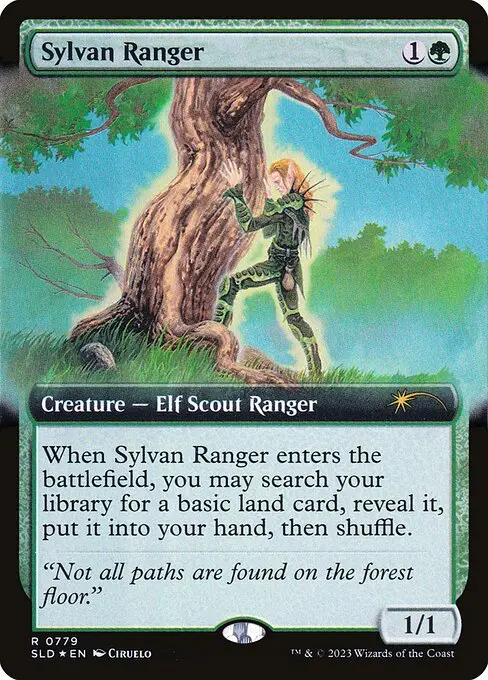 Sylvan Ranger 1
Creature — Elf Scout Ranger
When Sylvan Ranger enters the
battlefield, you may search your
library for a basic land card, reveal it,
put it into your hand, then shuffle.
“Not all paths are found on the forest
floor.”
1/1
R 0779
SLD ★ EN Ciruelo
™ & © 2023 Wizards of the Coast